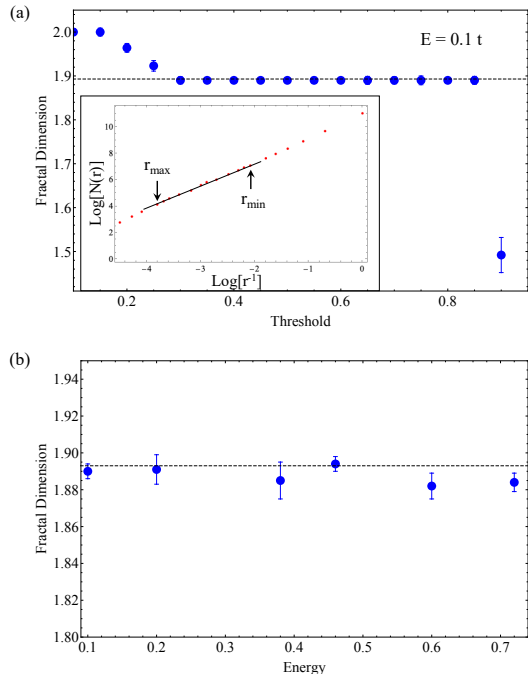 (a)
2.0
1.9
1.8
1.7
1.6
1.5
Fractal Dimension
E = 0.1 t
10
8
6
4
2
0
Log[N(r)]
r_max
r_min
−4 −3 −2 −1 0
Log[r⁻¹]
0.2 0.4 0.6 0.8
Threshold
(b)
1.94
1.92
1.90
1.88
1.86
1.84
1.82
1.80
Fractal Dimension
0.1 0.2 0.3 0.4 0.5 0.6 0.7
Energy